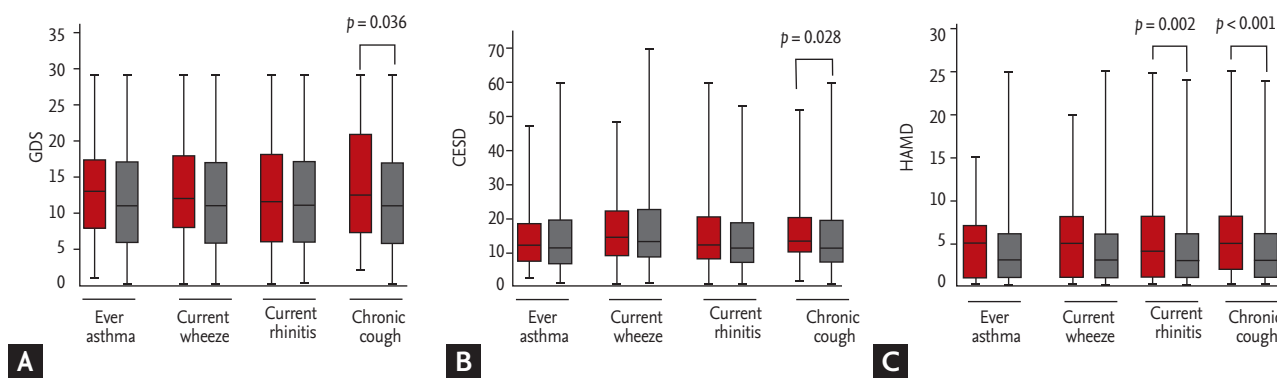 p = 0.036
35
30
25
20
15
10
5
0
GDS
Ever
asthma
Current
wheeze
Current
rhinitis
Chronic
cough
A
p = 0.028
70
60
50
40
30
20
10
0
CESD
Ever
asthma
Current
wheeze
Current
rhinitis
Chronic
cough
B
p = 0.002
p < 0.001
30
25
20
15
10
5
0
HAMD
Ever
asthma
Current
wheeze
Current
rhinitis
Chronic
cough
C